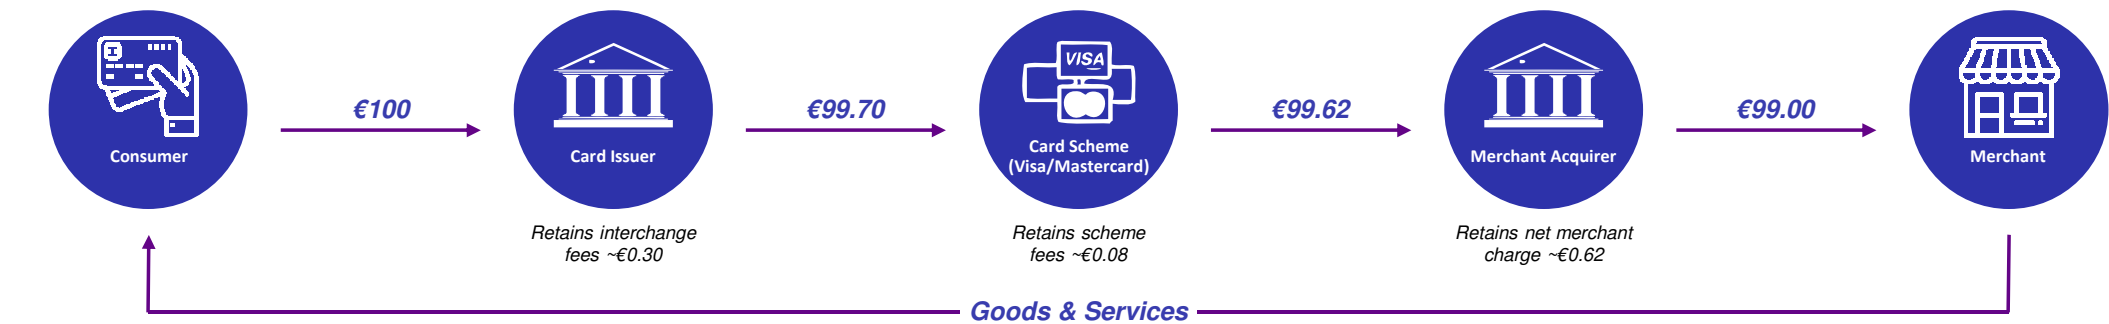 VISA
€100
€99.70
€99.62
€99.00
Consumer
Card Issuer
Card Scheme
(Visa/Mastercard)
Merchant Acquirer
Merchant
Retains interchange
fees ~€0.30
Retains scheme
fees ~€0.08
Retains net merchant
charge ~€0.62
Goods & Services